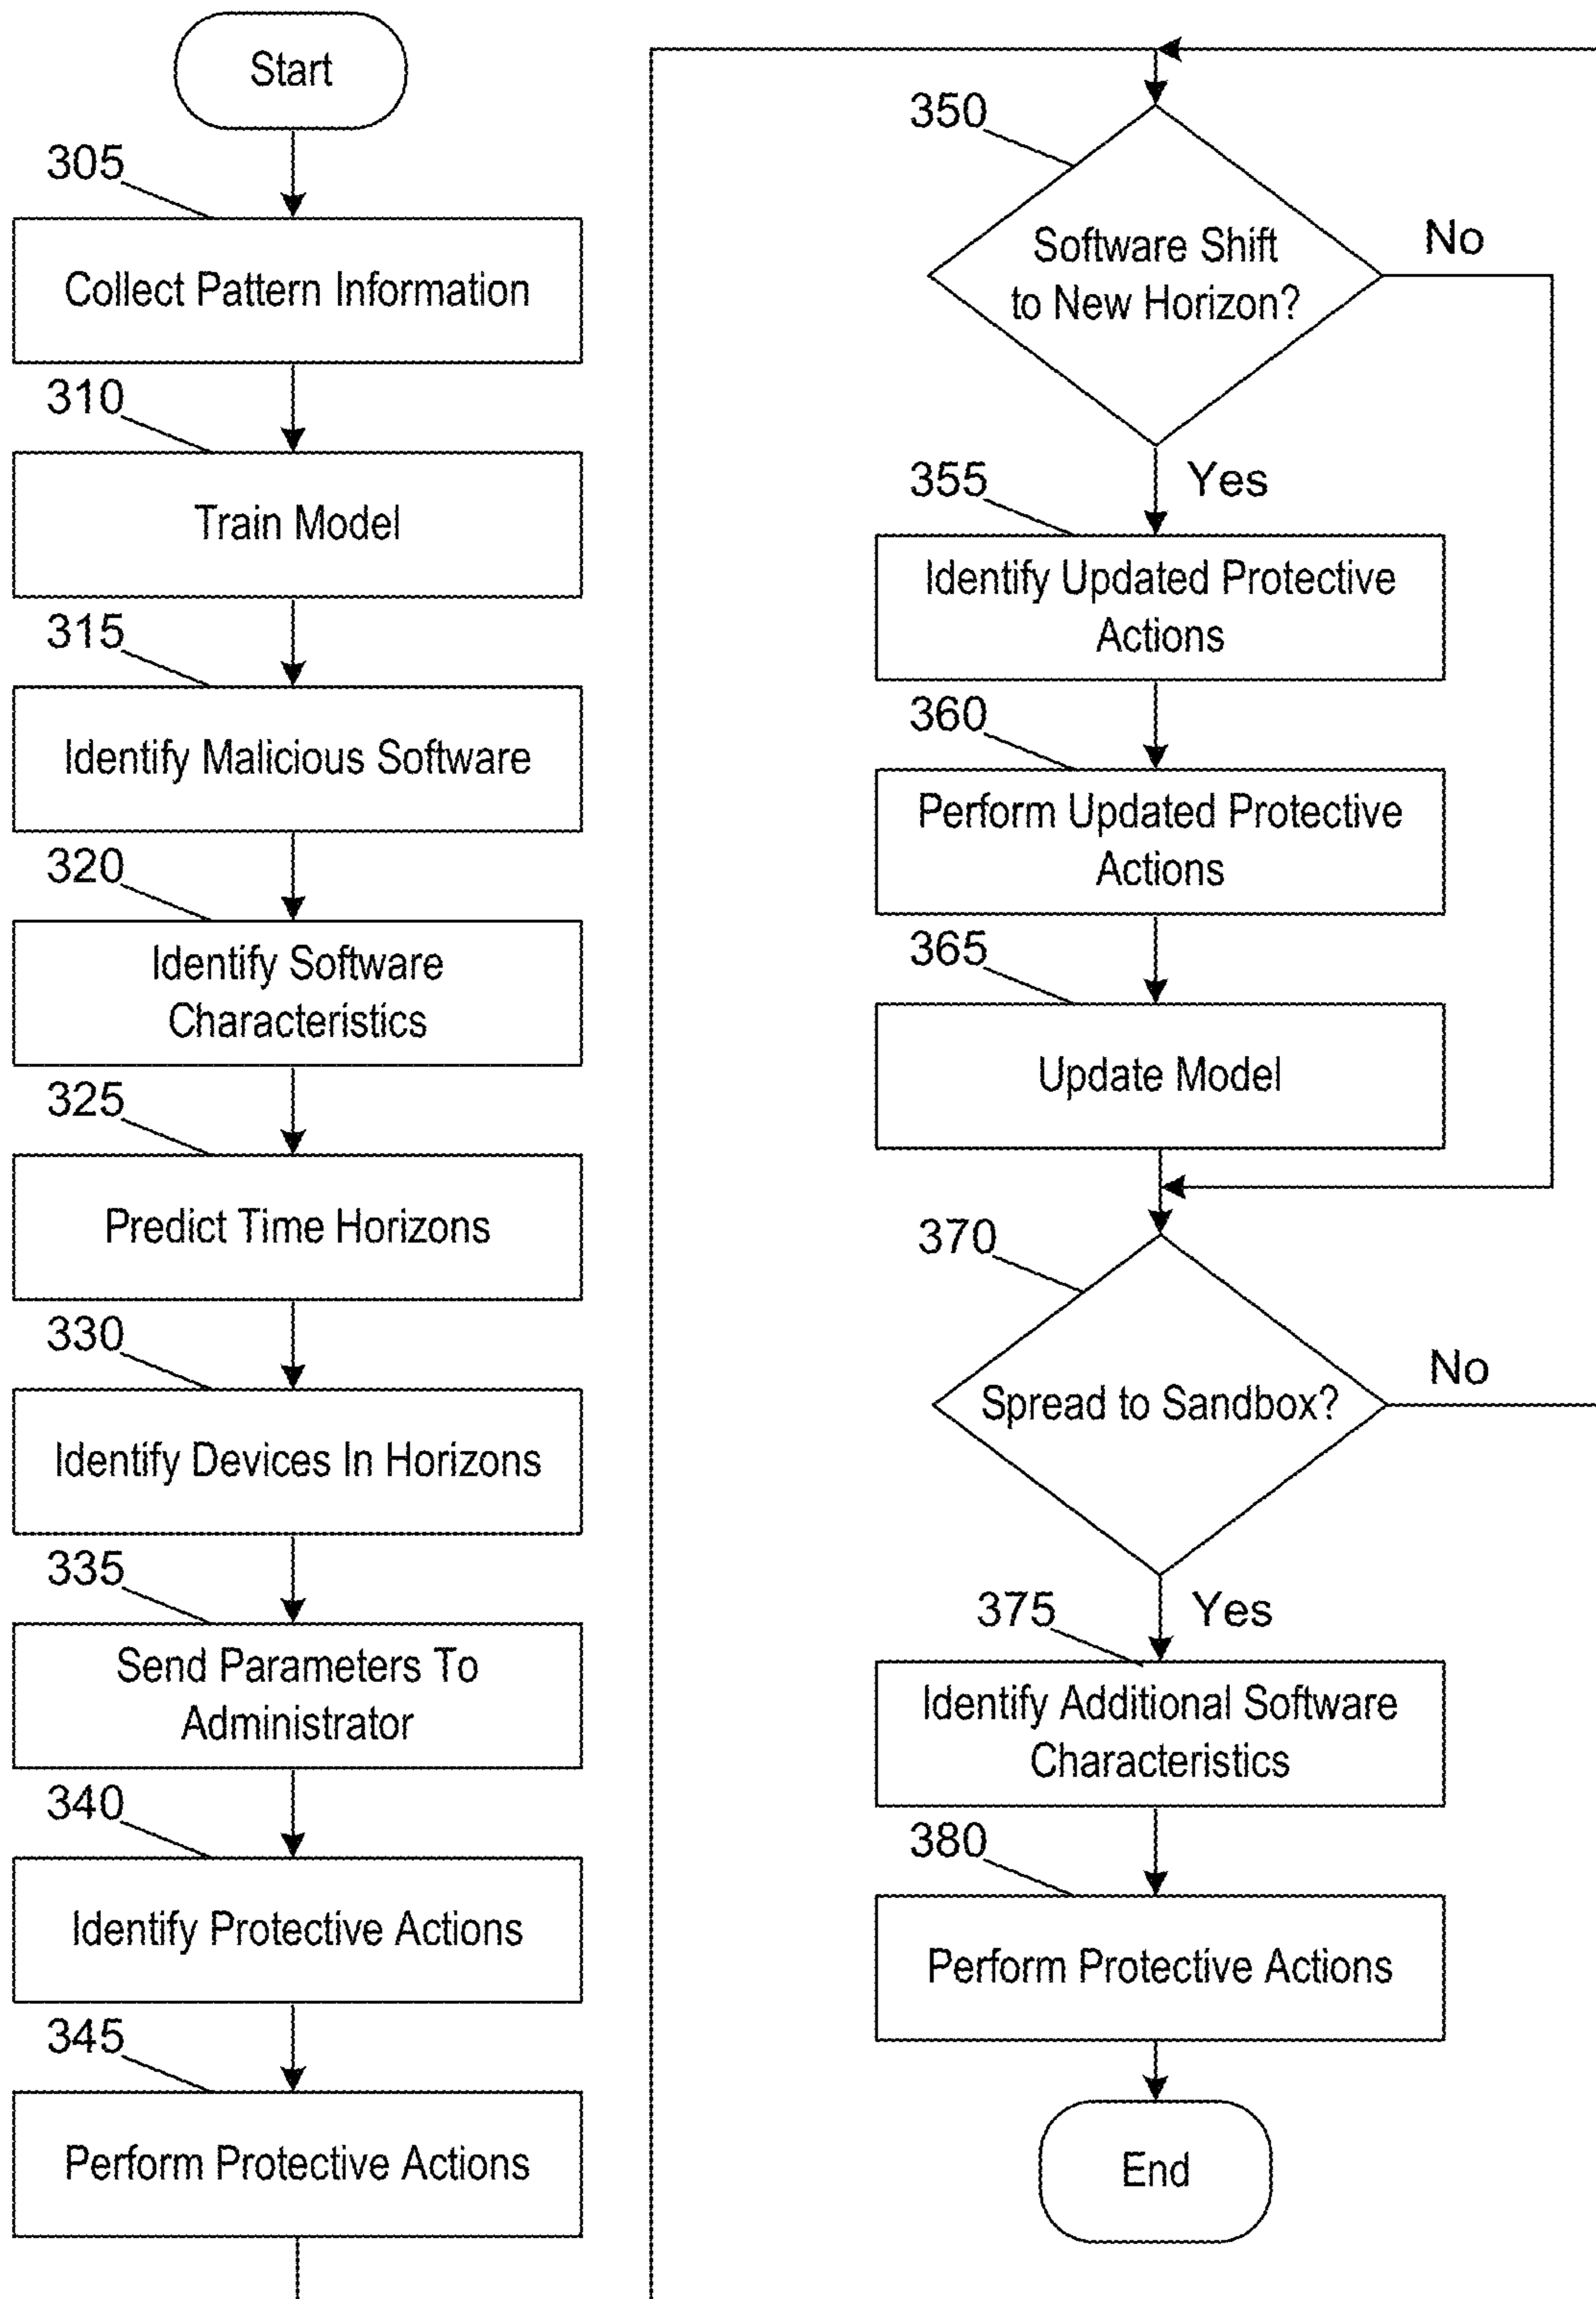 Start
305
Collect Pattern Information
310
Train Model
315
Identify Malicious Software
320
Identify Software
Characteristics
325
Predict Time Horizons
330
Identify Devices In Horizons
335
Send Parameters To
Administrator
340
Identify Protective Actions
345
Perform Protective Actions
350
Software Shift
to New Horizon?
No
Yes
355
Identify Updated Protective
Actions
360
Perform Updated Protective
Actions
365
Update Model
370
Spread to Sandbox?
No
Yes
375
Identify Additional Software
Characteristics
380
Perform Protective Actions
End